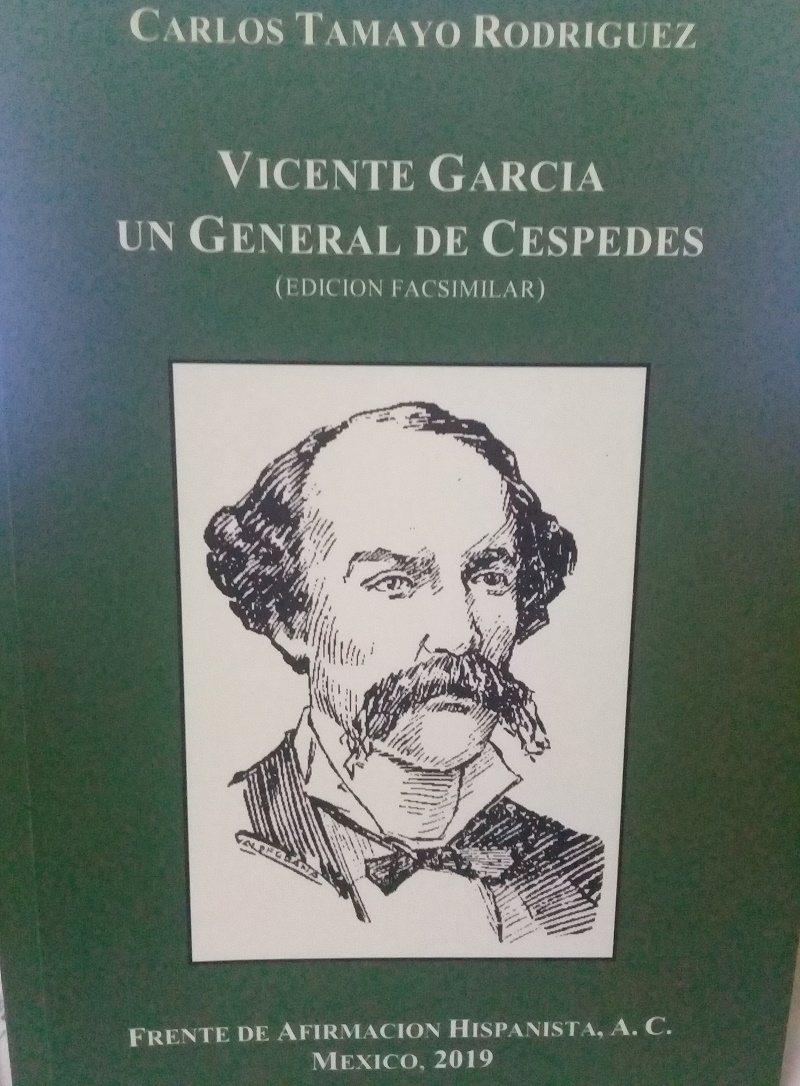 CARLOS TAMAYO RODRIGUEZ
VICENTE GARCIA
UN GENERAL DE CESPEDES
(EDICION FACSIMILAR)
FRENTE DE AFIRMACION HISPANISTA, A. C.
MEXICO, 2019